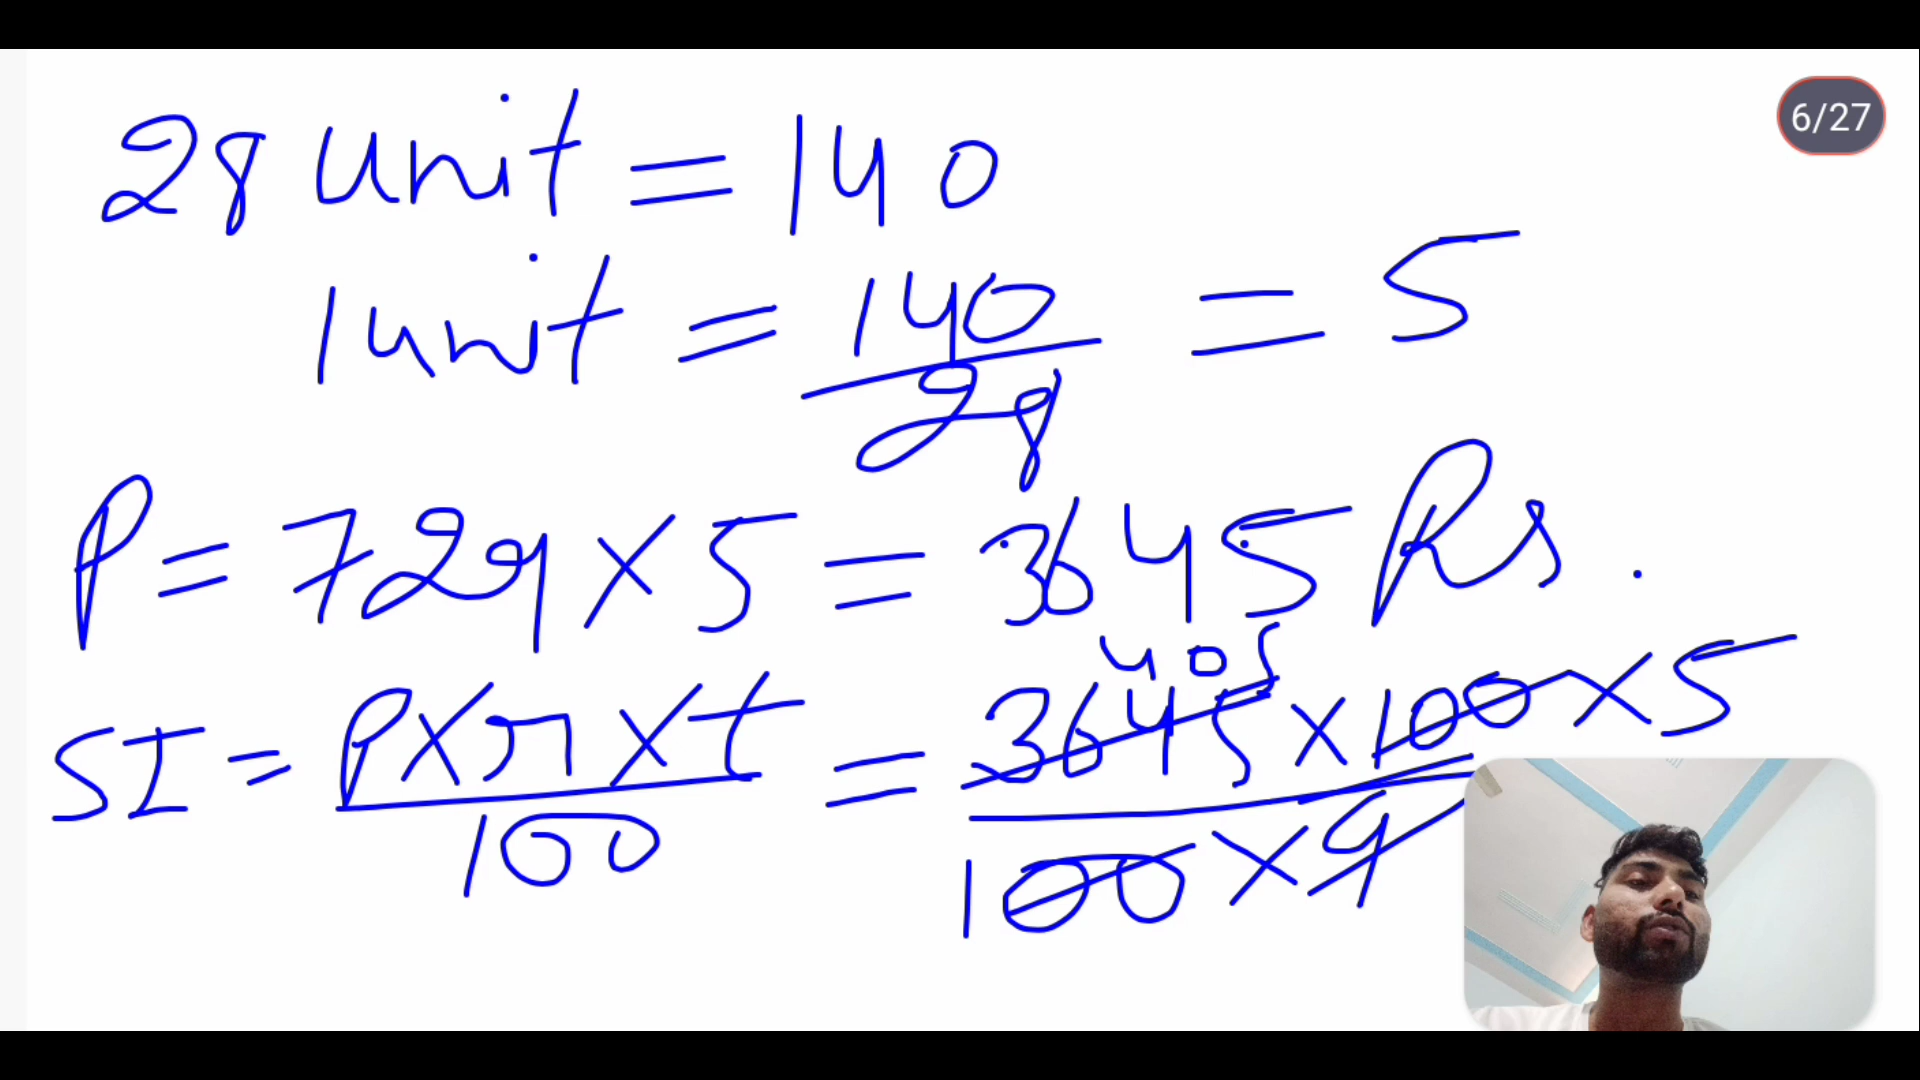 6/27
28 unit = 140
1 unit = 140/28 = 5
P = 729 × 5 = 3645 Rs.
405
SI = P×r×t/100 = 3645×100×5/100×9